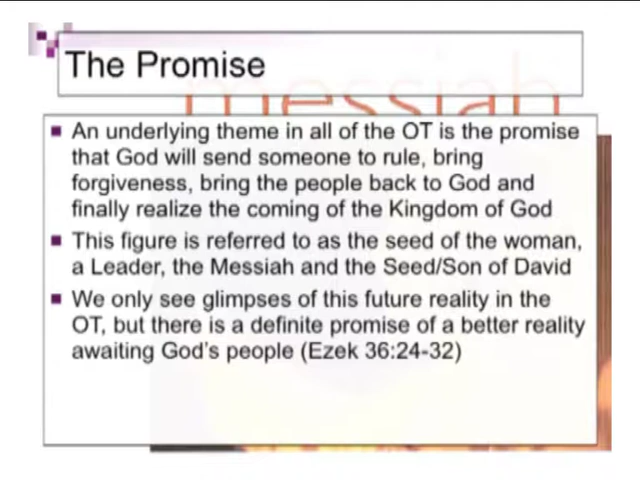 The Promise
messiah
An underlying theme in all of the OT is the promise
that God will send someone to rule, bring
forgiveness, bring the people back to God and
finally realize the coming of the Kingdom of God
This figure is referred to as the seed of the woman,
a Leader, the Messiah and the Seed/Son of David
We only see glimpses of this future reality in the
OT, but there is a definite promise of a better reality
awaiting God's people (Ezek 36:24-32)